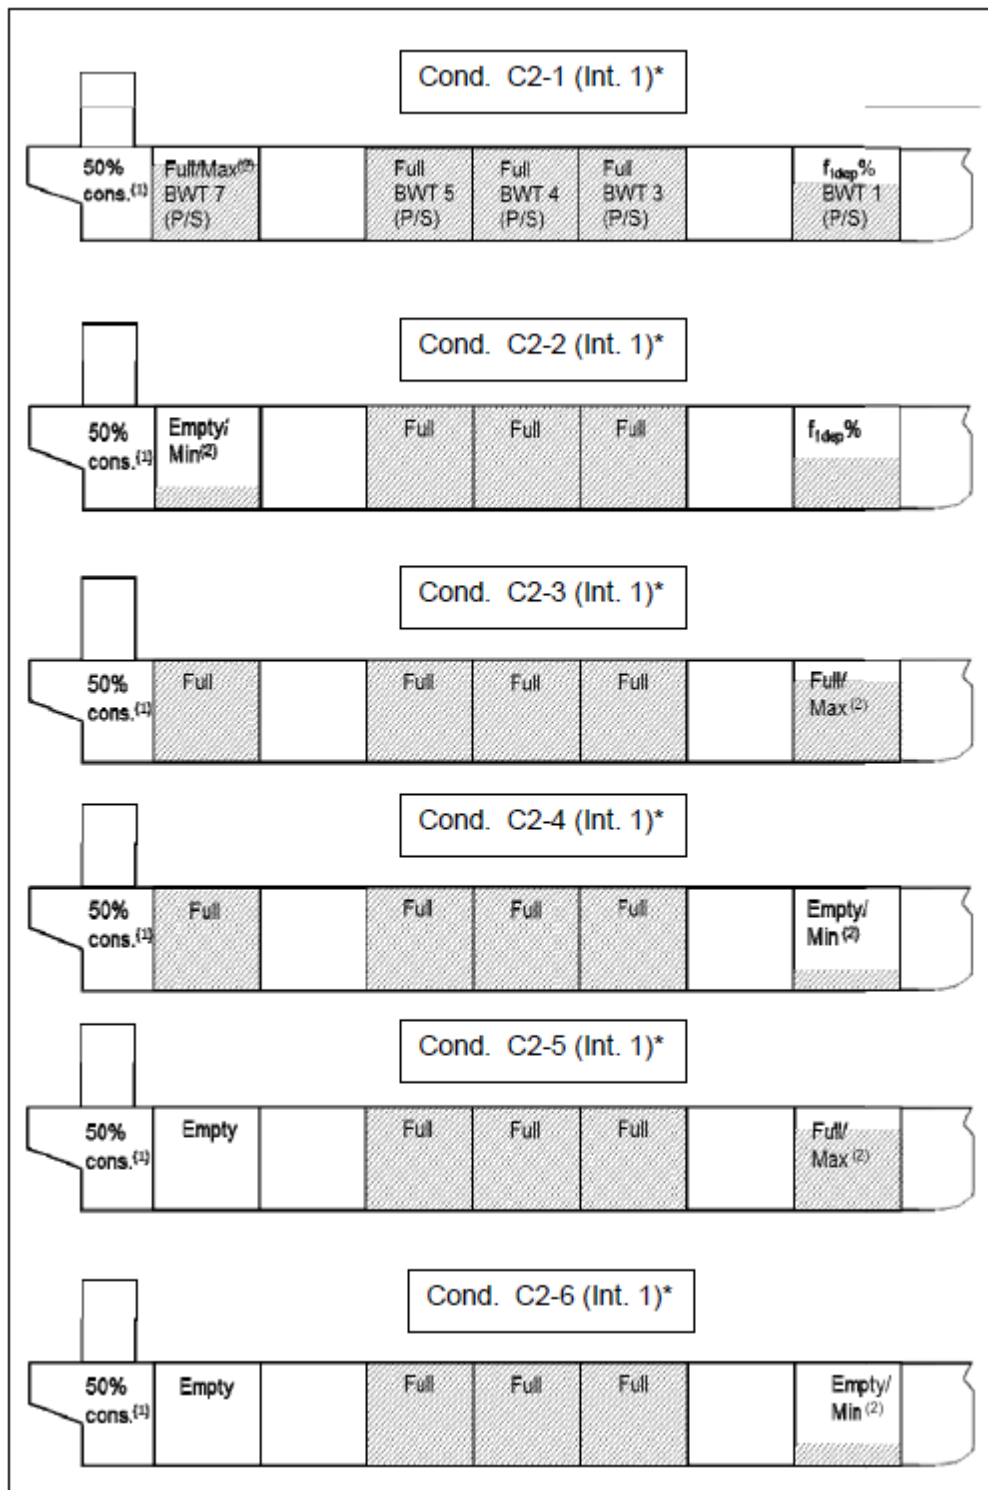 Cond. C2-1 (Int. 1)*
50% cons.(1)
Full/Max(2) BWT 7 (P/S)
Full BWT 5 (P/S)
Full BWT 4 (P/S)
Full BWT 3 (P/S)
f1dep% BWT 1 (P/S)
Cond. C2-2 (Int. 1)*
50% cons.(1)
Empty/ Min(2)
Full
Full
Full
f1dep%
Cond. C2-3 (Int. 1)*
50% cons.(1)
Full
Full
Full
Full
Full/ Max (2)
Cond. C2-4 (Int. 1)*
50% cons.(1)
Full
Full
Full
Full
Empty/ Min (2)
Cond. C2-5 (Int. 1)*
50% cons.(1)
Empty
Full
Full
Full
Full/ Max (2)
Cond. C2-6 (Int. 1)*
50% cons.(1)
Empty
Full
Full
Full
Empty/ Min (2)